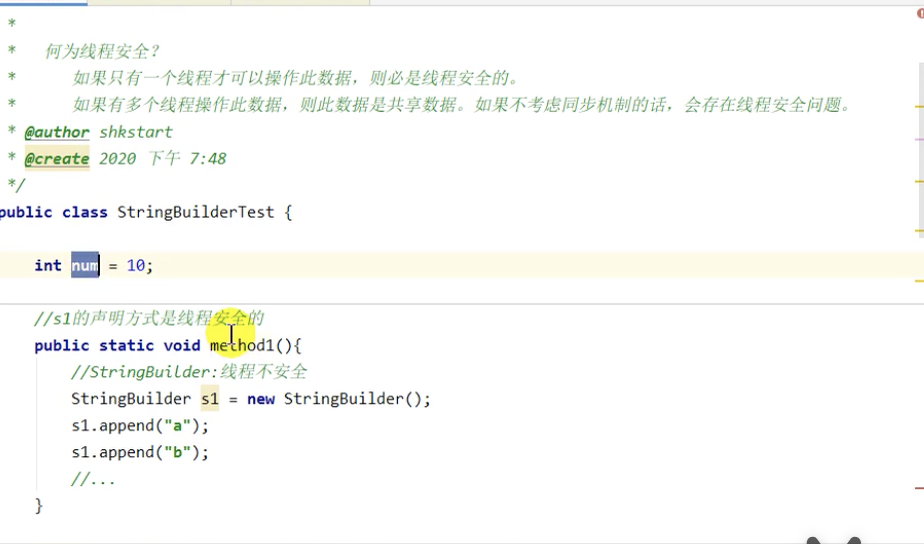 *
* 何为线程安全？
* 如果只有一个线程才可以操作此数据，则必是线程安全的。
* 如果有多个线程操作此数据，则此数据是共享数据。如果不考虑同步机制的话，会存在线程安全问题。
* @author shkstart
* @create 2020 下午 7:48
*/
public class StringBuilderTest {
int num = 10;
//s1的声明方式是线程安全的
public static void method1(){
//StringBuilder:线程不安全
StringBuilder s1 = new StringBuilder();
s1.append("a");
s1.append("b");
//...
}